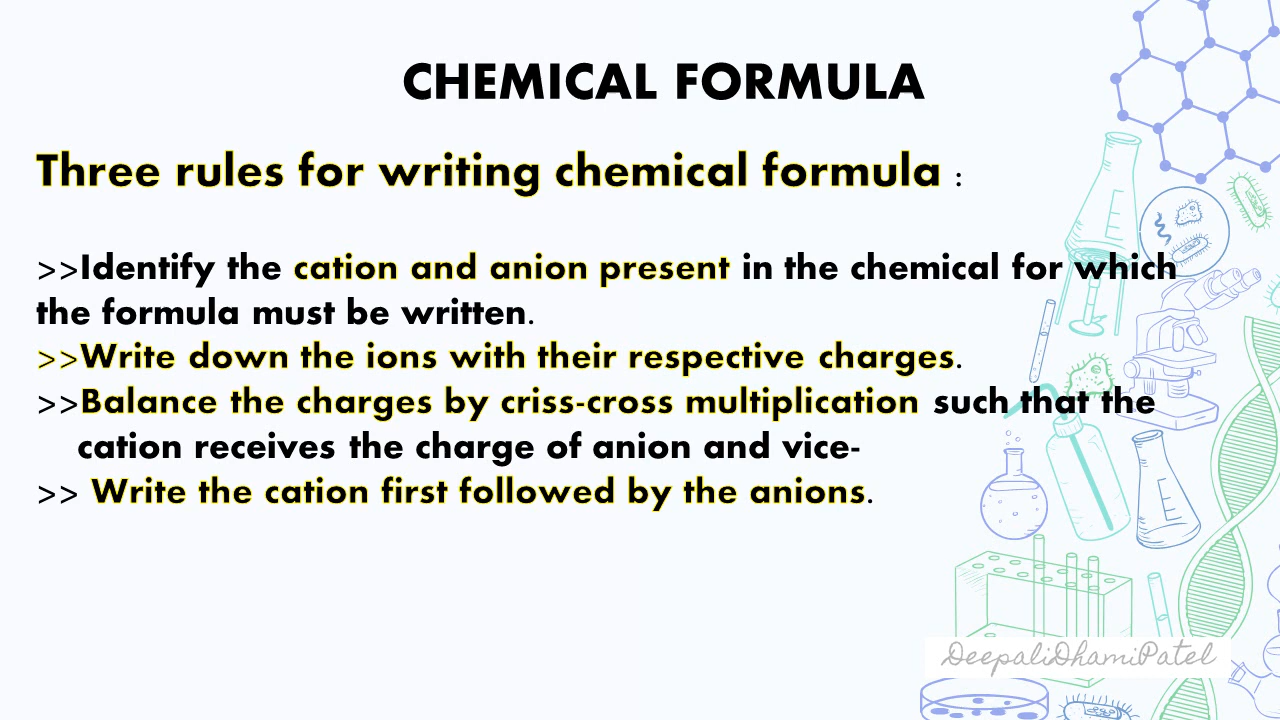 CHEMICAL FORMULA
Three rules for writing chemical formula :
>>Identify the cation and anion present in the chemical for which
the formula must be written.
>>Write down the ions with their respective charges.
>>Balance the charges by criss-cross multiplication such that the
cation receives the charge of anion and vice-
>> Write the cation first followed by the anions.
DeepaliDhamiPatel